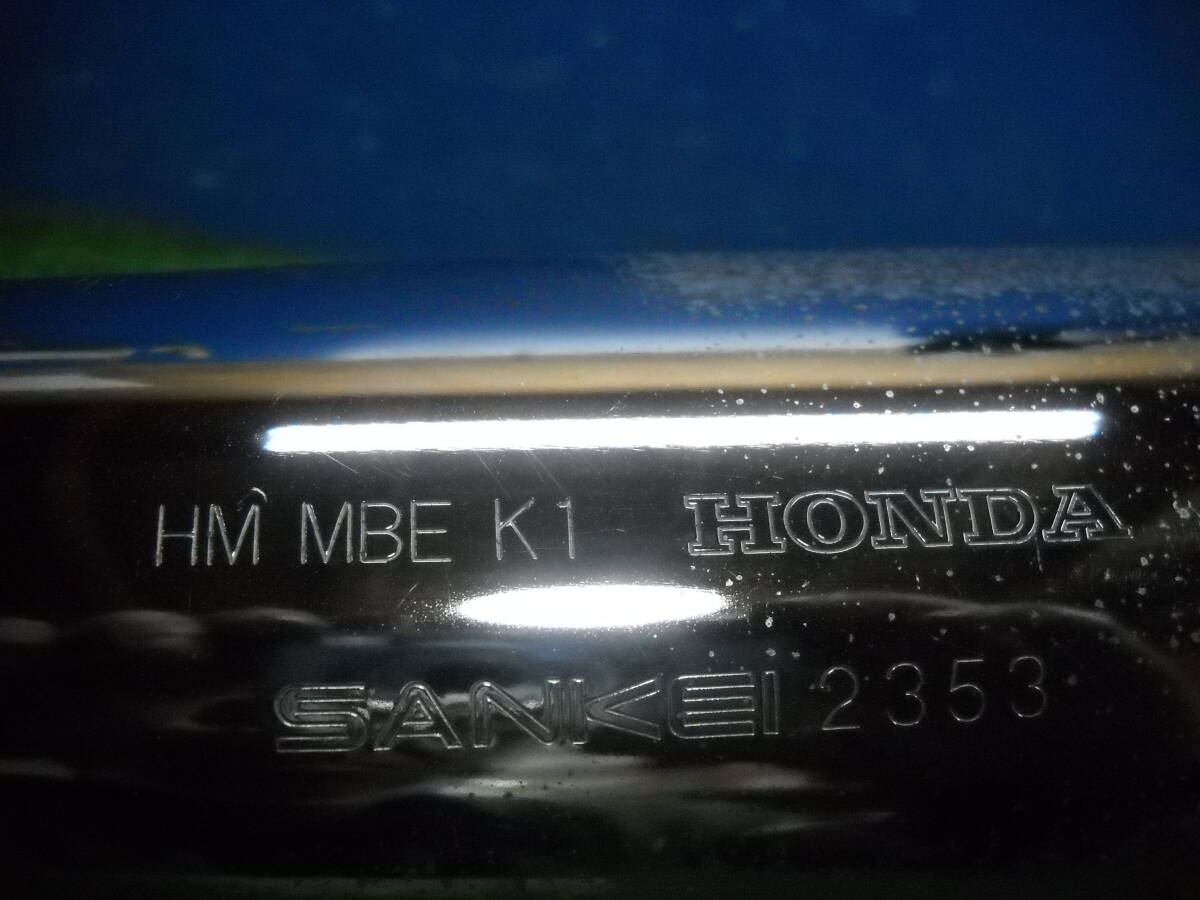 HM MBE K1 HONDA
SANKEI 2353